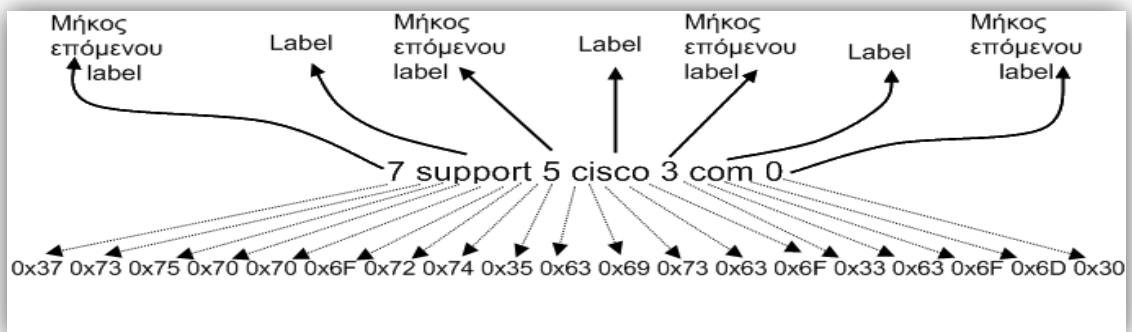 Μήκος
επόμενου
label
Label
Μήκος
επόμενου
label
Label
Μήκος
επόμενου
label
Label
Μήκος
επόμενου
label
7 support 5 cisco 3 com 0
0x37 0x73 0x75 0x70 0x70 0x6F 0x72 0x74 0x35 0x63 0x69 0x73 0x63 0x6F 0x33 0x63 0x6F 0x6D 0x30